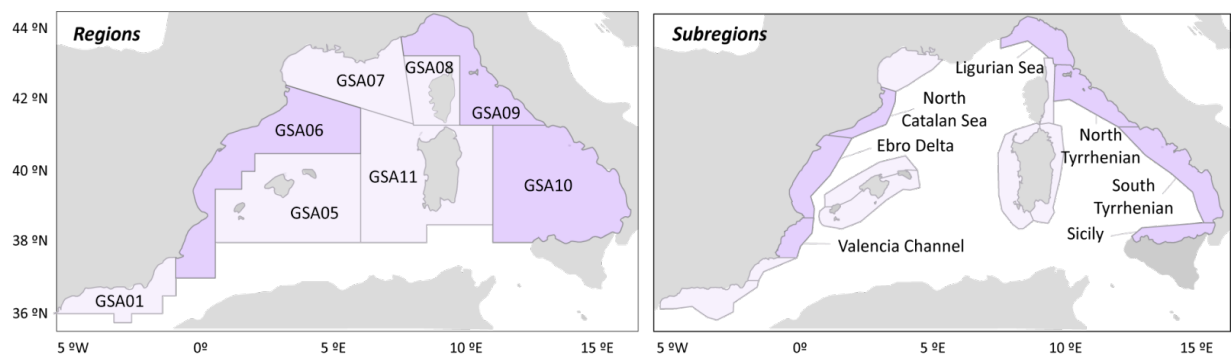 Regions
44 ºN
42 ºN
40 ºN
38 ºN
36 ºN
GSA07
GSA08
GSA09
GSA06
GSA11
GSA10
GSA05
GSA01
5 ºW
0º
5 ºE
10 ºE
15 ºE
Subregions
Ligurian Sea
North
Catalan Sea
Ebro Delta
North
Tyrrhenian
South
Tyrrhenian
Sicily
Valencia Channel
5 ºW
0º
5 ºE
10 ºE
15 ºE